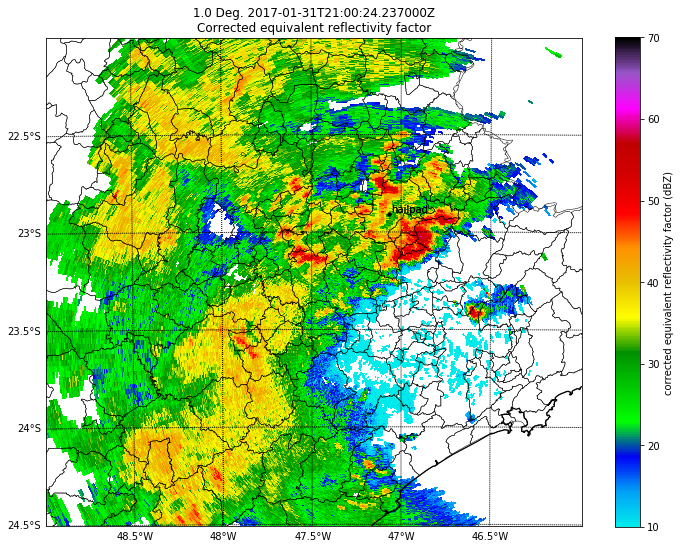 1.0 Deg. 2017-01-31T21:00:24.237000Z
Corrected equivalent reflectivity factor
22.5°S
23°S
23.5°S
24°S
24.5°S
48.5°W
48°W
47.5°W
47°W
46.5°W
hailpad
70
60
50
40
30
20
10
corrected equivalent reflectivity factor (dBZ)